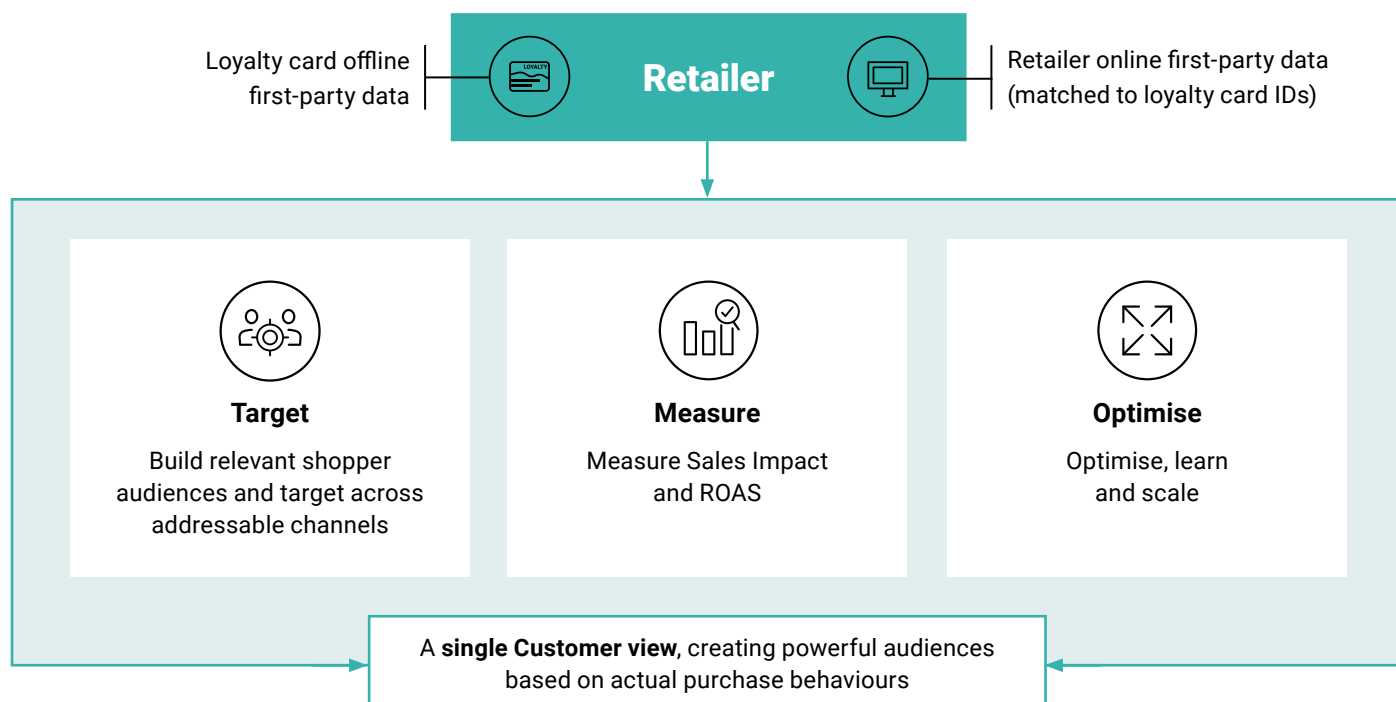 Loyalty card offline
first-party data
LOYALTY
Retailer
Retailer online first-party data
(matched to loyalty card IDs)
Target
Build relevant shopper
audiences and target across
addressable channels
Measure
Measure Sales Impact
and ROAS
Optimise
Optimise, learn
and scale
A single Customer view, creating powerful audiences
based on actual purchase behaviours